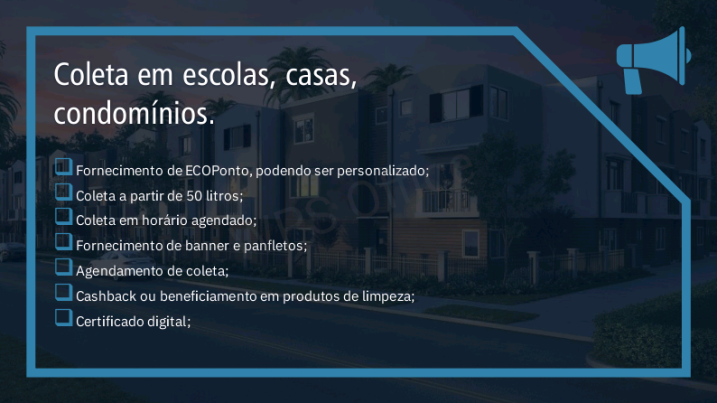 Coleta em escolas, casas,
condomínios.
Fornecimento de ECOPonto, podendo ser personalizado;
Coleta a partir de 50 litros;
Coleta em horário agendado;
Fornecimento de banner e panfletos;
Agendamento de coleta;
Cashback ou beneficiamento em produtos de limpeza;
Certificado digital;